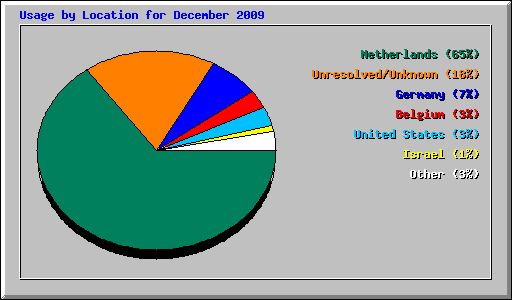 Usage by Location for December 2009
Netherlands (65%)
Unresolved/Unknown (18%)
Germany (7%)
Belgium (3%)
United States (3%)
Israel (1%)
Other (3%)